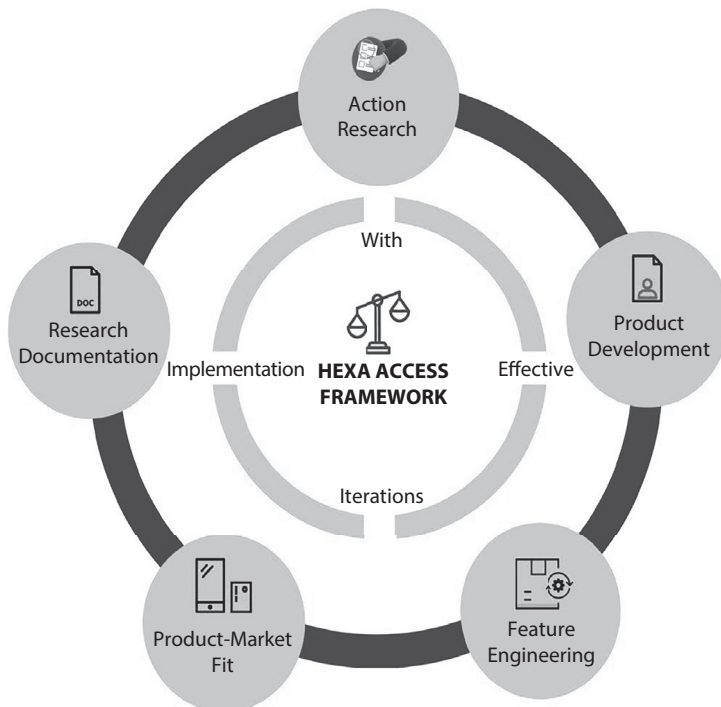 Action
Research
With
DOC
Research
Documentation
Product
Development
Implementation
HEXA ACCESS
FRAMEWORK
Effective
Iterations
Product-Market
Fit
Feature
Engineering